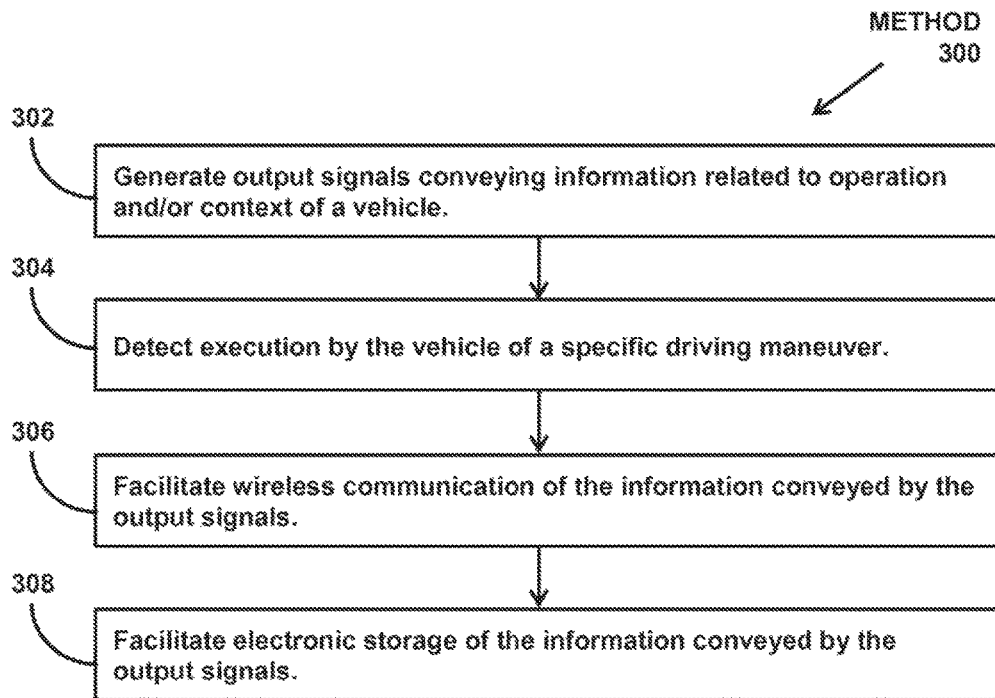 METHOD
300
302
Generate output signals conveying information related to operation
and/or context of a vehicle.
304
Detect execution by the vehicle of a specific driving maneuver.
306
Facilitate wireless communication of the information conveyed by the
output signals.
308
Facilitate electronic storage of the information conveyed by the
output signals.